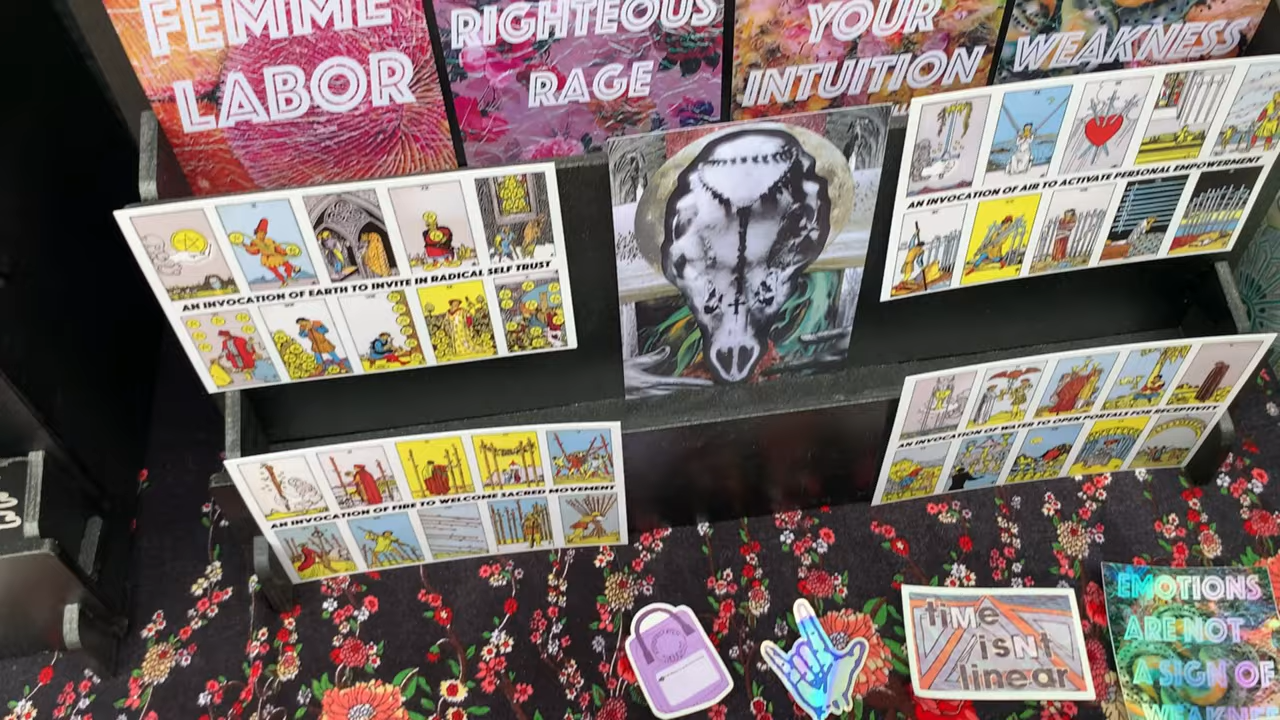 FEMME
LABOR
RIGHTEOUS
RAGE
YOUR
INTUITION
WEAKNESS
AN INVOCATION OF EARTH TO INVITE IN RADICAL SELF TRUST
AN INVOCATION OF AIR TO ACTIVATE PERSONAL EMPOWERMENT
AN INVOCATION OF FIRE TO WELCOME SACRED MOVEMENT
AN INVOCATION OF WATER TO OPEN PORTALS FOR RECEPTIVITY
time
isNt
linear
EMOTIONS
ARE NOT
A SIGN OF
WEAKNE